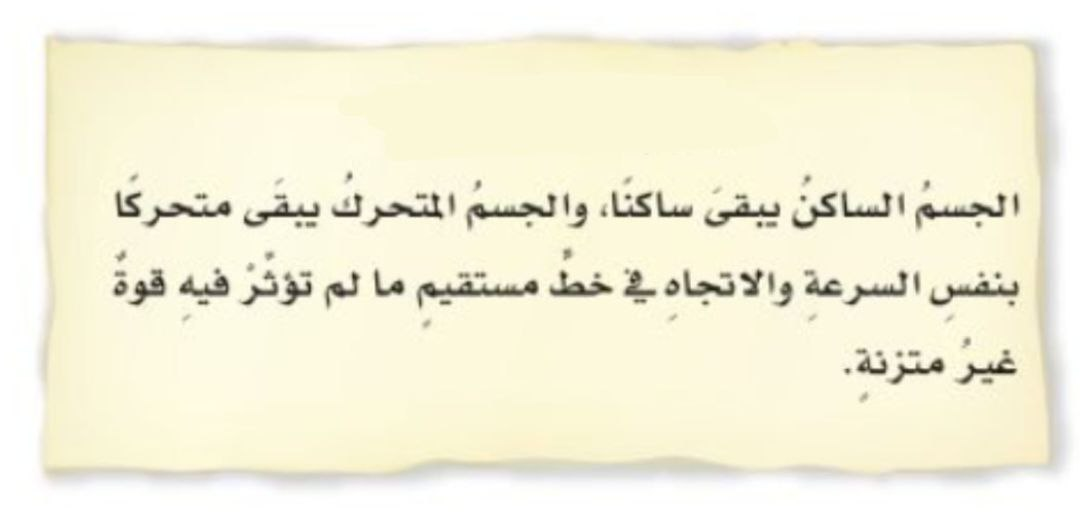 الجسمُ الساكنُ يبقىَ ساكنًا، والجسمُ المتحركُ يبقَى متحركًا
بنفسِ السرعةِ والاتجاهِ في خطٍّ مستقيمٍ ما لم تؤثِّرُ فيهِ قوةٌ
غيرُ متزنةٍ.